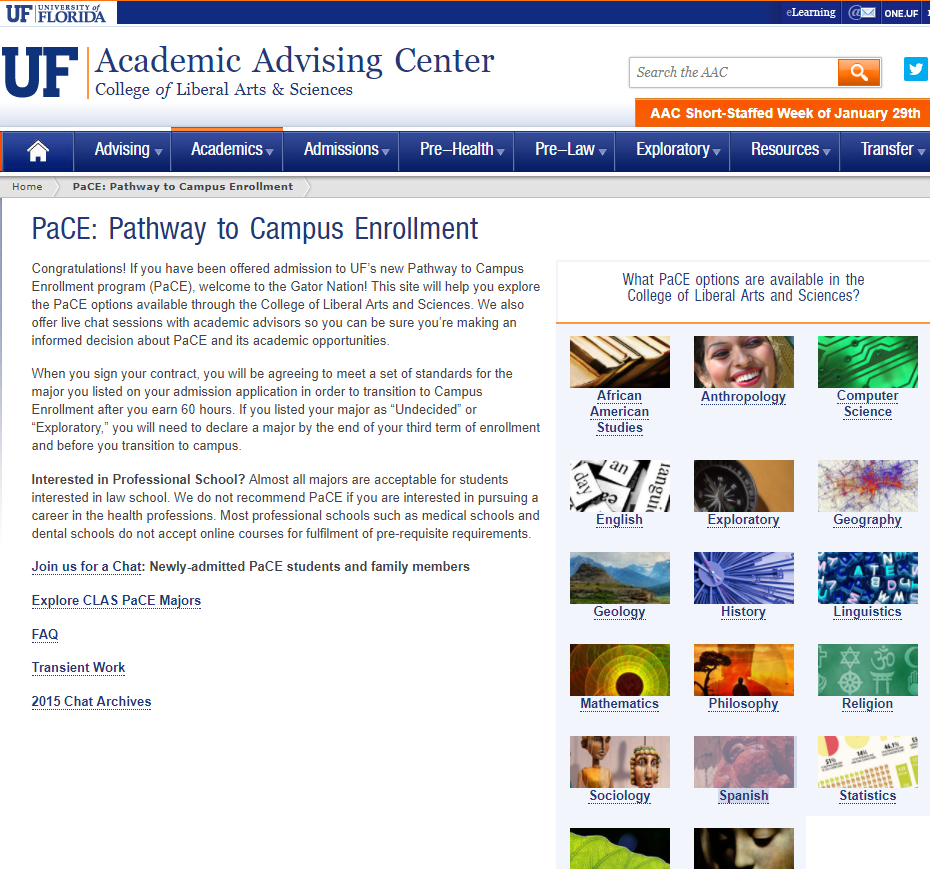 UF UNIVERSITY of FLORIDA
eLearning
@
ONE.UF
UF Academic Advising Center
College of Liberal Arts & Sciences
Search the AAC
AAC Short-Staffed Week of January 29th
Advising Academics Admissions Pre–Health Pre–Law Exploratory Resources Transfer
Home PaCE: Pathway to Campus Enrollment
PaCE: Pathway to Campus Enrollment
Congratulations! If you have been offered admission to UF's new Pathway to Campus
Enrollment program (PaCE), welcome to the Gator Nation! This site will help you explore
the PaCE options available through the College of Liberal Arts and Sciences. We also
offer live chat sessions with academic advisors so you can be sure you're making an
informed decision about PaCE and its academic opportunities.
When you sign your contract, you will be agreeing to meet a set of standards for the
major you listed on your admission application in order to transition to Campus
Enrollment after you earn 60 hours. If you listed your major as “Undecided” or
“Exploratory,” you will need to declare a major by the end of your third term of enrollment
and before you transition to campus.
Interested in Professional School? Almost all majors are acceptable for students
interested in law school. We do not recommend PaCE if you are interested in pursuing a
career in the health professions. Most professional schools such as medical schools and
dental schools do not accept online courses for fulfilment of pre-requisite requirements.
Join us for a Chat: Newly-admitted PaCE students and family members
Explore CLAS PaCE Majors
FAQ
Transient Work
2015 Chat Archives
What PaCE options are available in the
College of Liberal Arts and Sciences?
African
American
Studies
Anthropology
Computer
Science
day
an
langua
English
Exploratory
Geography
Geology
History
A T E
Linguistics
Mathematics
Philosophy
ॐ
Religion
Sociology
Spanish
51%
14%
46.1%
Statistics